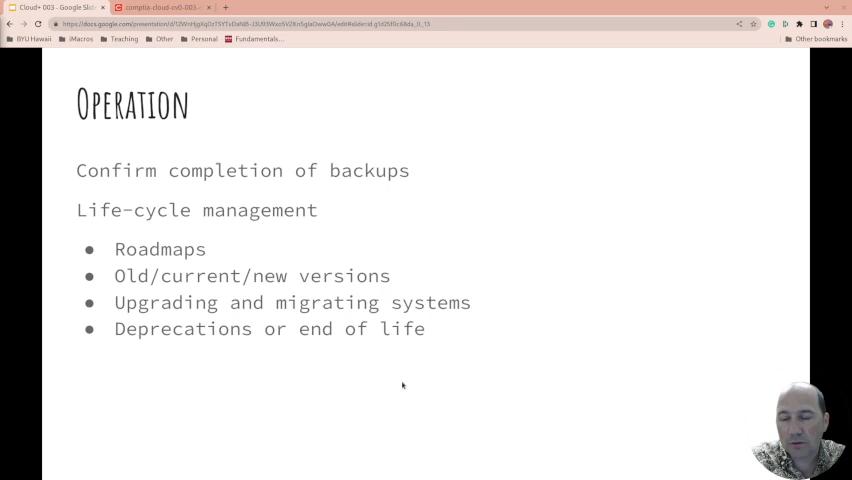 Cloud+ 003 - Google Slid
comptia-cloud-cv0-003-
BYU Hawaii
iMacros
Teaching
Other
Personal
Fundamentals...
Other bookmarks
OPERATION
Confirm completion of backups
Life-cycle management
● Roadmaps
● Old/current/new versions
● Upgrading and migrating systems
● Deprecations or end of life